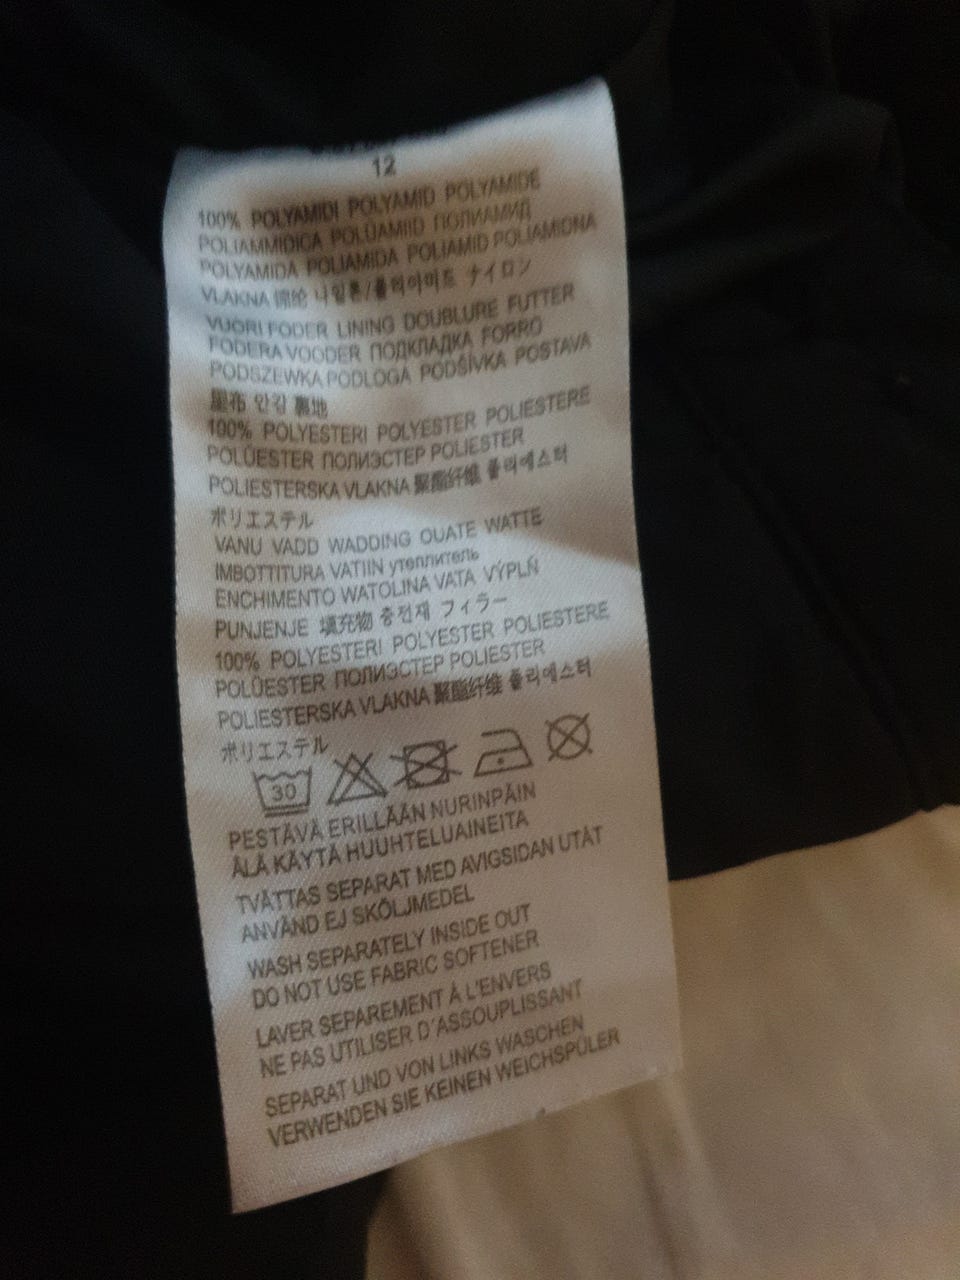 12
100% POLYAMIDI POLYAMID POLYAMIDE
POLIAMMIDICA POLÜAMIID ПОЛИАМИД
POLYAMIDA POLIAMIDA POLIAMID POLIAMIDNA
VLAKNA 锦纶 나일론/폴리아미드 ナイロン
VUORI FODER LINING DOUBLURE FUTTER
FODERA VOODER ПОДКЛАДКА FORRO
PODSZEWKA PODLOGA PODŠÍVKA POSTAVA
里布 안감 裏地
100% POLYESTERI POLYESTER POLIESTERE
POLÜESTER ПОЛИЭСТЕР POLIESTER
POLIESTERSKA VLAKNA 聚酯纤维 폴리에스터
ポリエステル
VANU VADD WADDING OUATE WATTE
IMBOTTITURA VATIIN утеплитель
ENCHIMENTO WATOLINA VATA VÝPLŇ
PUNJENJE 填充物 충전재 フィラー
100% POLYESTERI POLYESTER POLIESTERE
POLÜESTER ПОЛИЭСТЕР POLIESTER
POLIESTERSKA VLAKNA 聚酯纤维 폴리에스터
ポリエステル
30
PESTÄVÄ ERILLÄÄN NURINPÄIN
ÄLÄ KÄYTÄ HUUHTELUAINEITA
TVÄTTAS SEPARAT MED AVIGSIDAN UTÅT
ANVÄND EJ SKÖLJMEDEL
WASH SEPARATELY INSIDE OUT
DO NOT USE FABRIC SOFTENER
LAVER SEPAREMENT À L'ENVERS
NE PAS UTILISER D'ASSOUPLISSANT
SEPARAT UND VON LINKS WASCHEN
VERWENDEN SIE KEINEN WEICHSPÜLER